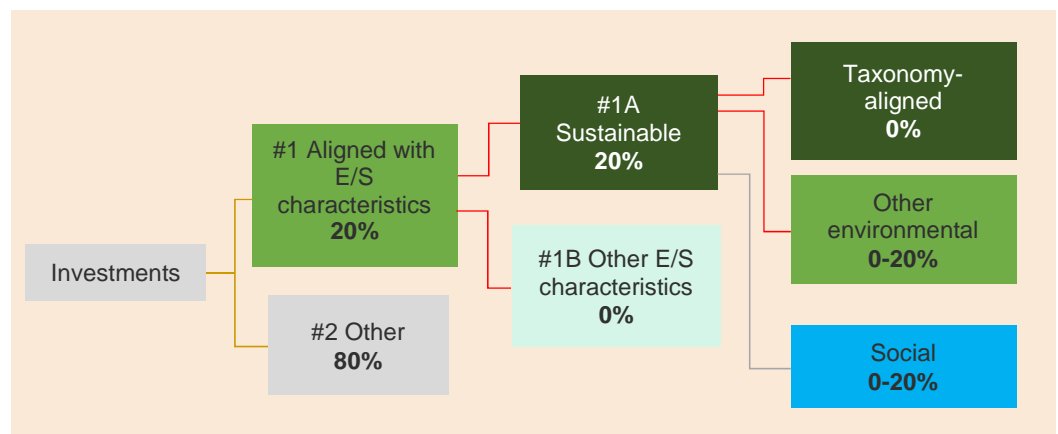 Investments
#1 Aligned with
E/S
characteristics
20%
#2 Other
80%
#1A
Sustainable
20%
#1B Other E/S
characteristics
0%
Taxonomy-
aligned
0%
Other
environmental
0-20%
Social
0-20%